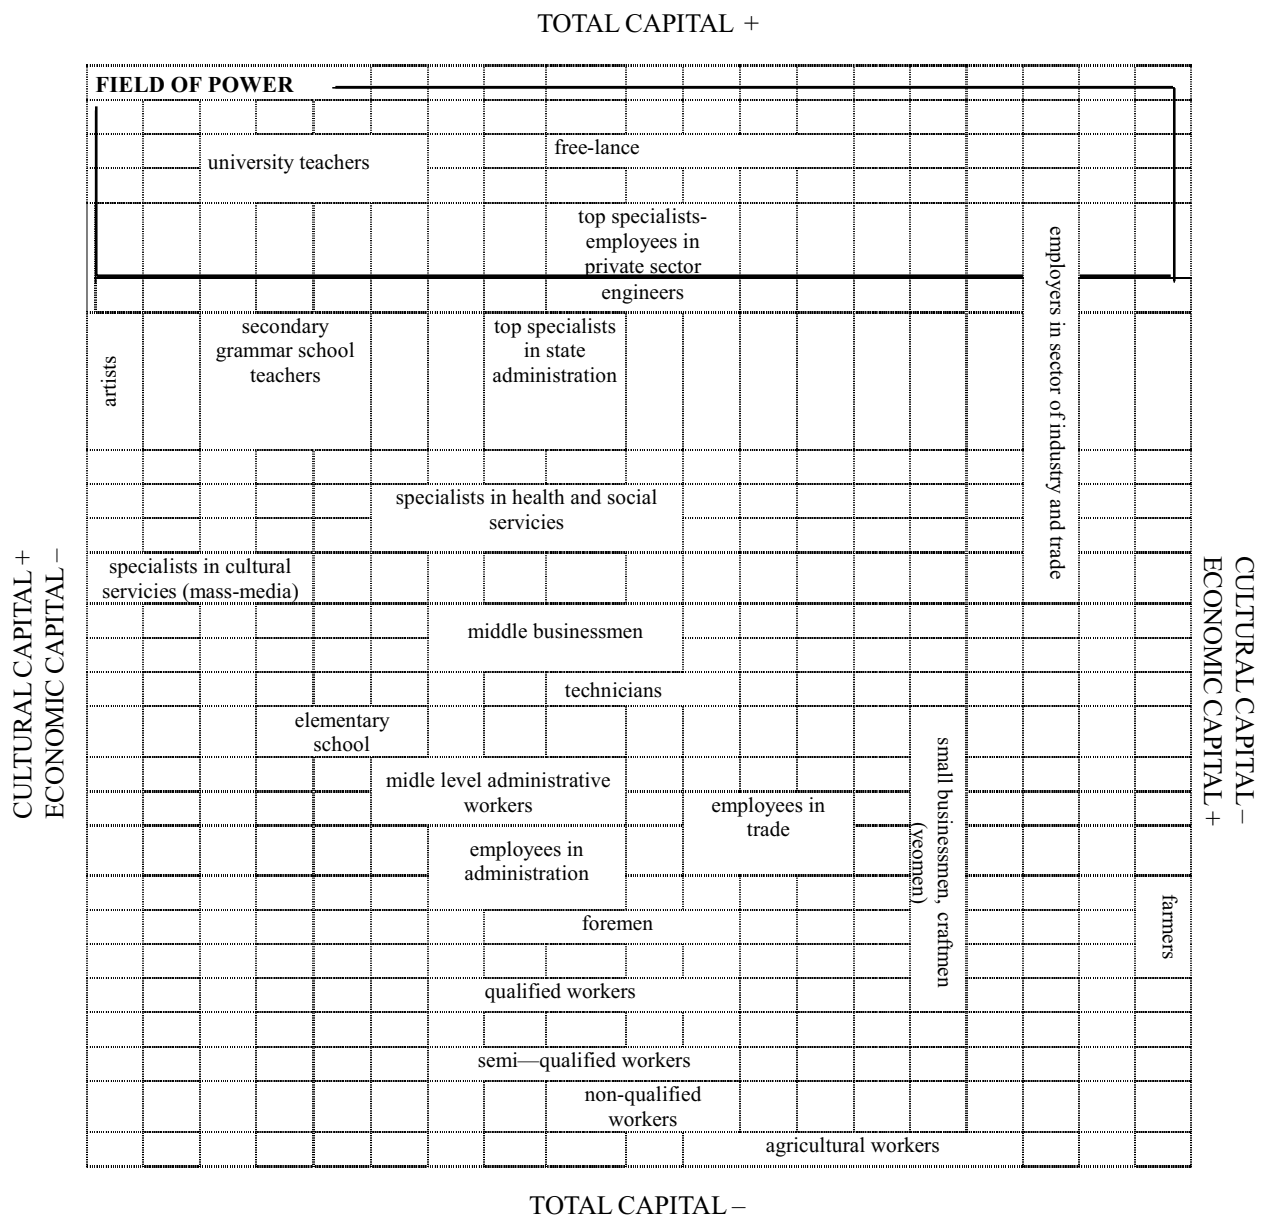 TOTAL CAPITAL +
FIELD OF POWER
university teachers
free-lance
top specialists-
employees in
private sector
engineers
employers in sector of industry and trade
artists
secondary
grammar school
teachers
top specialists
in state
administration
specialists in health and social
servicies
specialists in cultural
servicies (mass-media)
CULTURAL CAPITAL +
ECONOMIC CAPITAL –
CULTURAL CAPITAL –
ECONOMIC CAPITAL +
middle businessmen
technicians
elementary
school
midle level administrative
workers
employees in
trade
small businessmen, craftmen
(yeomen)
employees in
administration
farmers
foremen
qualified workers
semi—qualified workers
non-qualified
workers
agricultural workers
TOTAL CAPITAL –